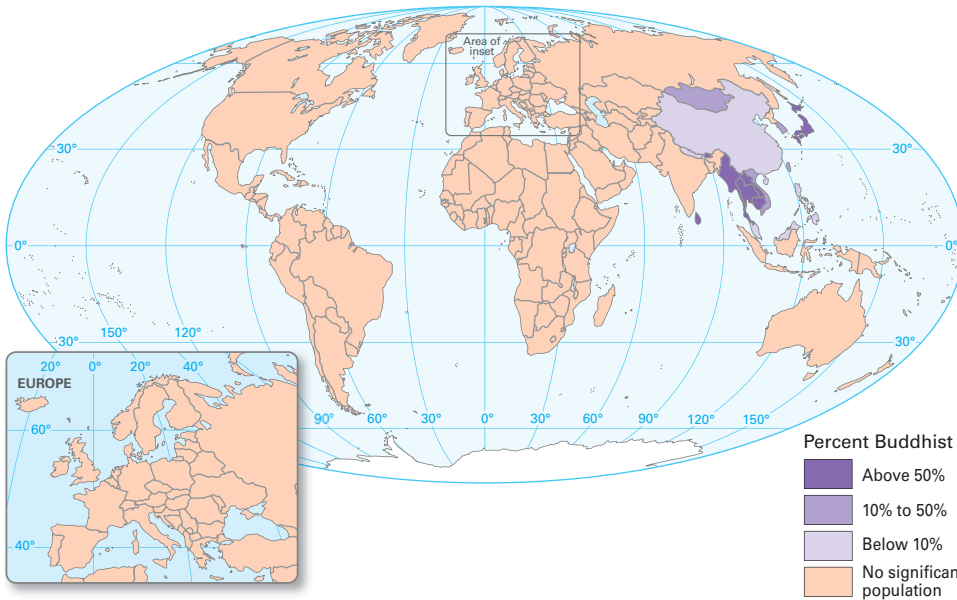 Area of
inset
30°
30°
0°
0°
150°
120°
30°
30°
20°
0°
20°
40°
EUROPE
60°
40°
90°
60°
30°
0°
30°
60°
90°
120°
150°
Percent Buddhist
Above 50%
10% to 50%
Below 10%
No significan
population